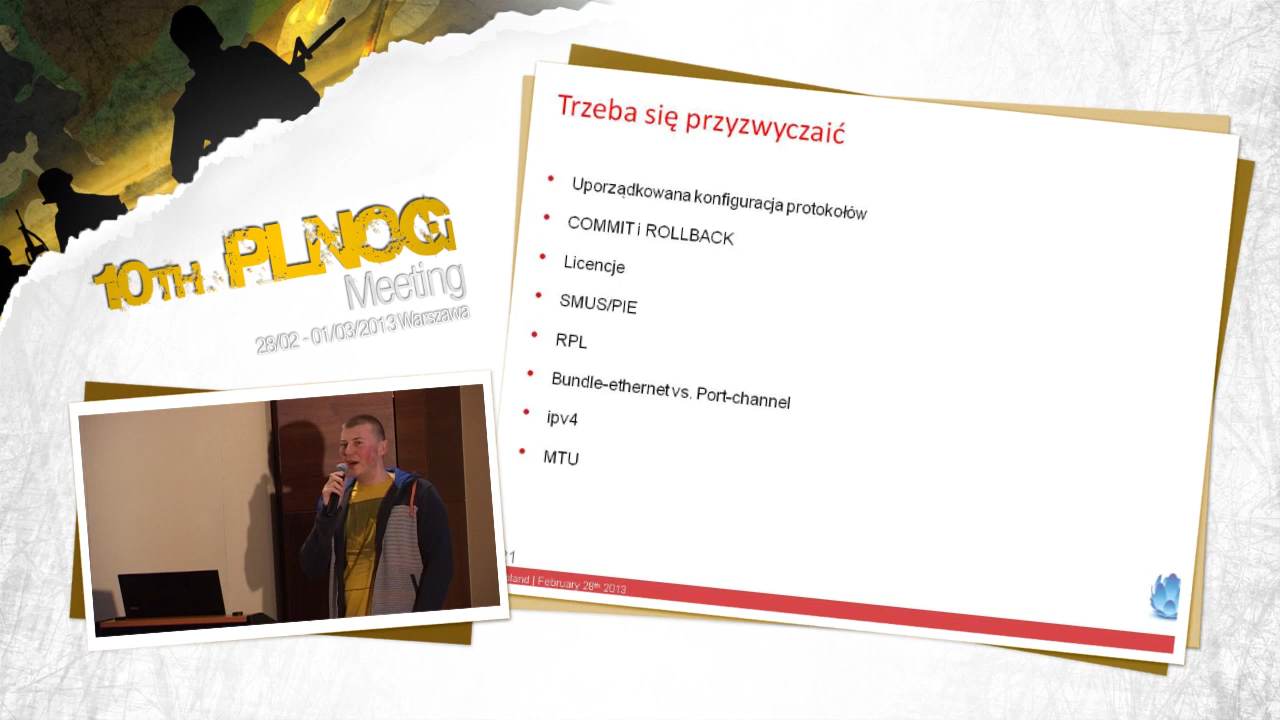 10TH PLNOG
Meeting
28/02 - 01/03/2013 Warszawa
Trzeba się przyzwyczaić
• Uporządkowana konfiguracja protokołów
• COMMIT i ROLLBACK
• Licencje
• SMUS/PIE
• RPL
• Bundle-ethernet vs. Port-channel
• ipv4
• MTU
| February 28th 2013